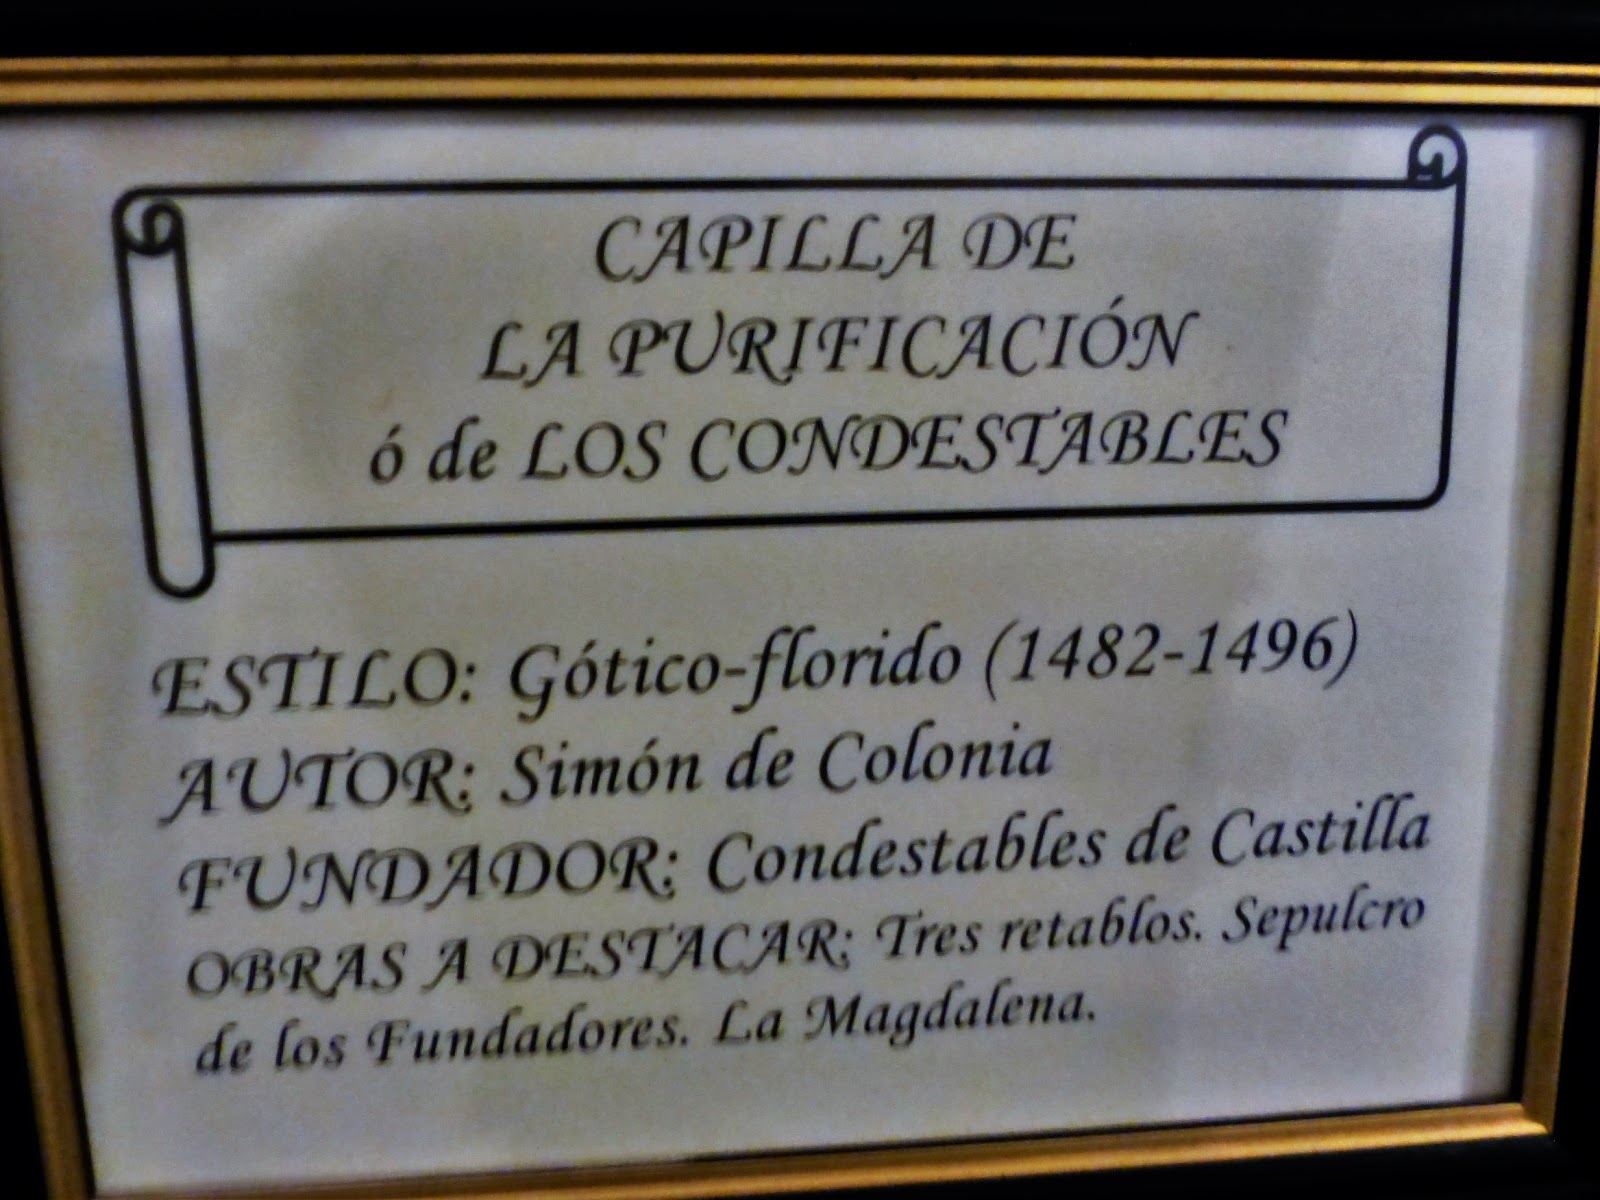 CAPILLA DE
LA PURIFICACIÓN
ó de LOS CONDESTABLES
ESTILO: Gótico-florido (1482-1496)
AUTOR: Simón de Colonia
FUNDADOR: Condestables de Castilla
OBRAS A DESTACAR: Tres retablos. Sepulcro
de los Fundadores. La Magdalena.